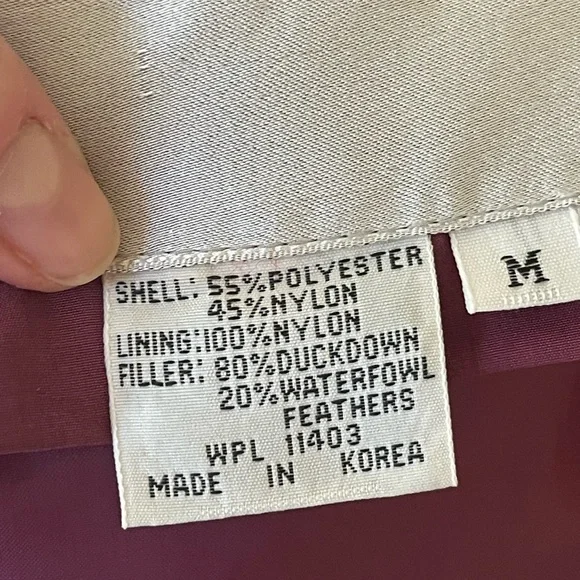 SHELL: 55%POLYESTER
45%NYLON
LINING:100%NYLON
FILLER: 80%DUCKDOWN
20%WATERFOWL
FEATHERS
WPL 11403
MADE IN KOREA
M